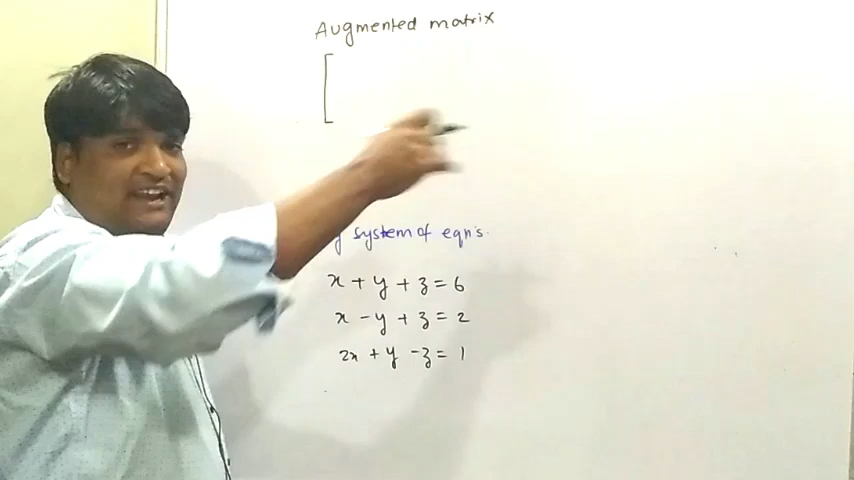 Augmented matrix
[
system of eqn's.
x + y + z = 6
x - y + z = 2
2x + y - z = 1